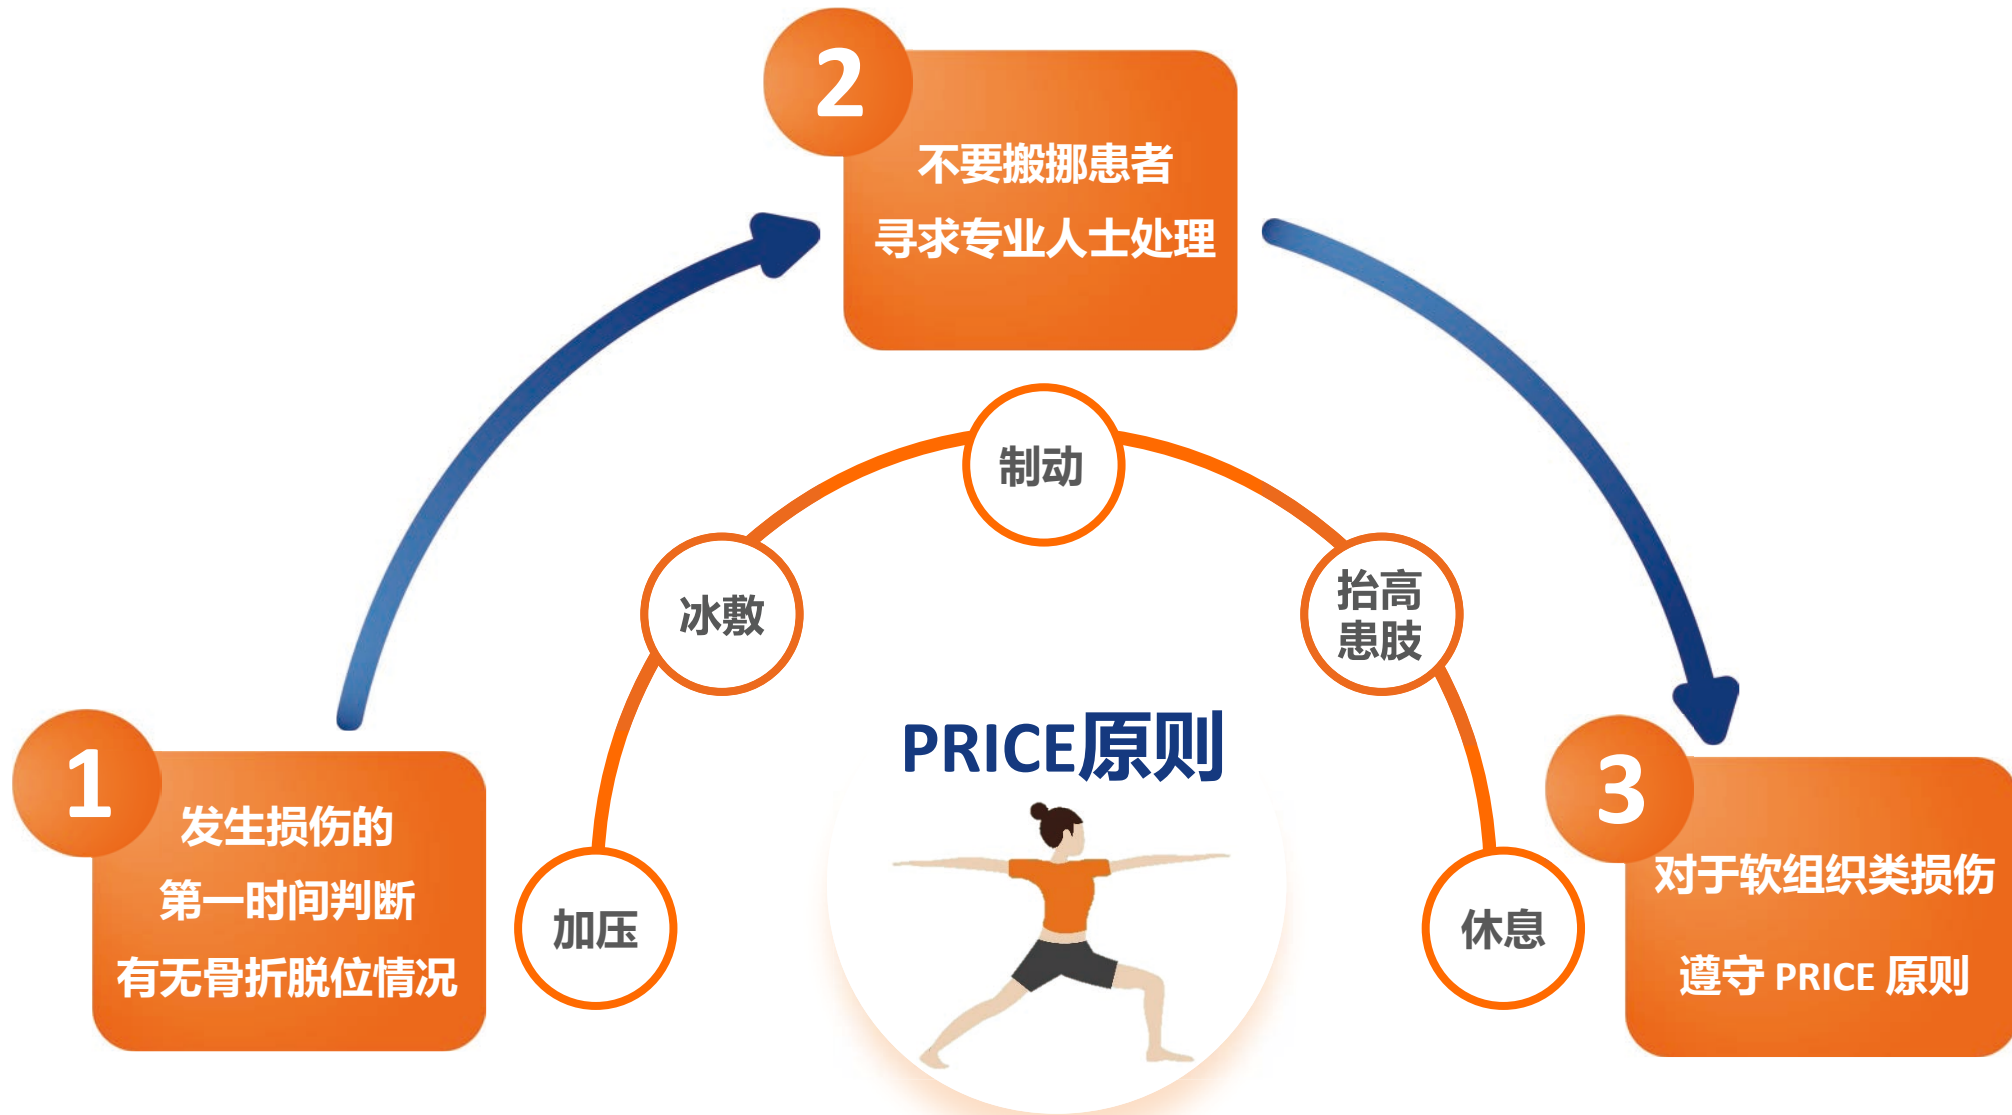 1
发生损伤的
第一时间判断
有无骨折脱位情况
2
不要搬挪患者
寻求专业人士处理
3
对于软组织类损伤
遵守 PRICE 原则
加压
冰敷
制动
抬高
患肢
休息
PRICE原则